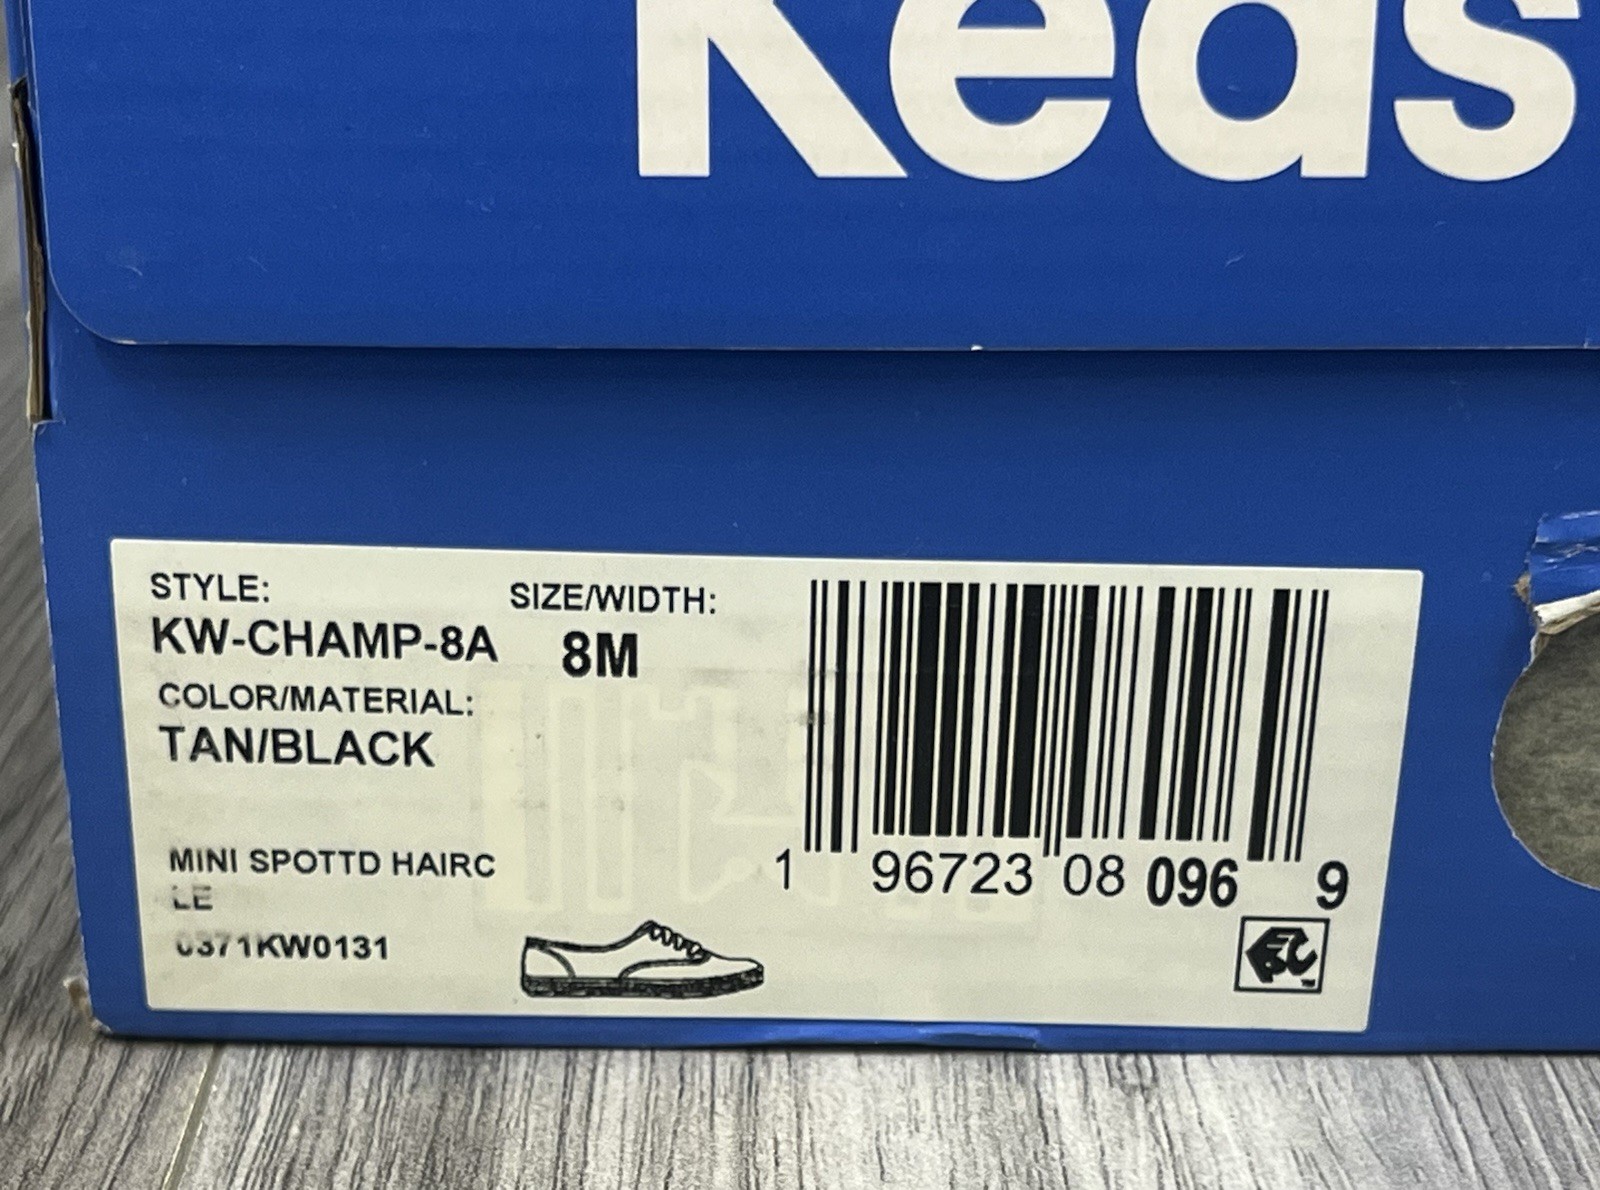 Keds
STYLE:
KW-CHAMP-8A
SIZE/WIDTH:
8M
COLOR/MATERIAL:
TAN/BLACK
MINI SPOTTD HAIRC
LE
0371KW0131
1 96723 08 096 9